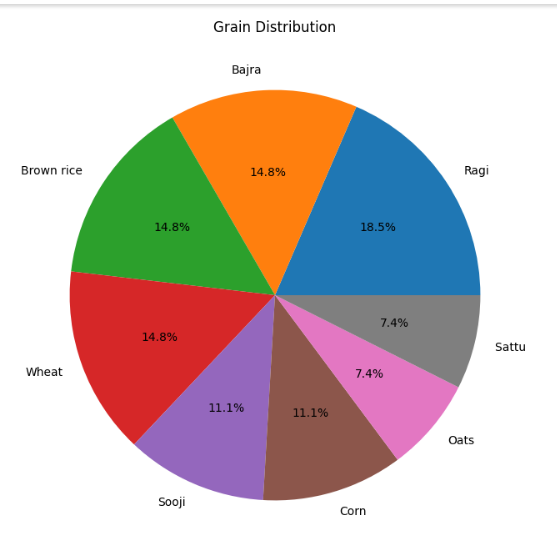 Grain Distribution
Bajra
Brown rice
Ragi
14.8%
14.8%
18.5%
14.8%
7.4%
Sattu
Wheat
7.4%
11.1%
11.1%
Oats
Sooji
Corn